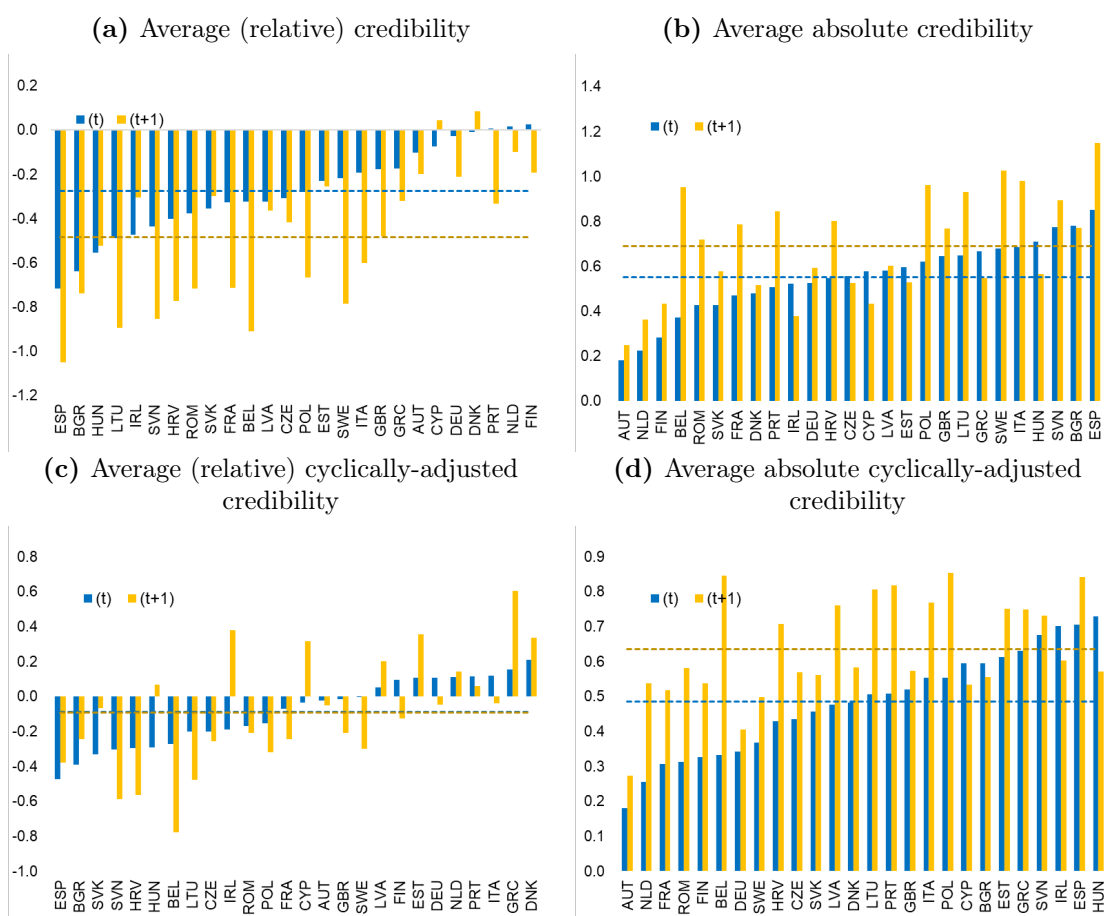 (a) Average (relative) credibility
0.2
0.0
-0.2
-0.4
-0.6
-0.8
-1.0
-1.2
(t) (t+1)
ESP BGR HUN LTU IRL SVN HRV ROM SVK FRA BEL LVA CZE POL EST SWE ITA GBR GRC AUT CYP DEU DNK PRT NLD FIN
(b) Average absolute credibility
1.4
1.2
1.0
0.8
0.6
0.4
0.2
0.0
(t) (t+1)
AUT NLD FIN BEL ROM SVK FRA DNK PRT IRL DEU HRV CZE CYP LVA EST POL GBR LTU GRC SWE ITA HUN SVN BGR ESP
(c) Average (relative) cyclically-adjusted
credibility
0.8
0.6
0.4
0.2
0.0
-0.2
-0.4
-0.6
-0.8
-1.0
(t) (t+1)
ESP BGR SVK SVN HRV HUN BEL LTU CZE IRL ROM POL FRA CYP AUT GBR SWE LVA FIN EST DEU NLD PRT ITA GRC DNK
(d) Average absolute cyclically-adjusted
credibility
0.9
0.8
0.7
0.6
0.5
0.4
0.3
0.2
0.1
0.0
(t) (t+1)
AUT NLD FRA ROM FIN BEL DEU SWE HRV CZE SVK LVA DNK LTU PRT GBR ITA POL CYP BGR EST GRC SVN IRL ESP HUN